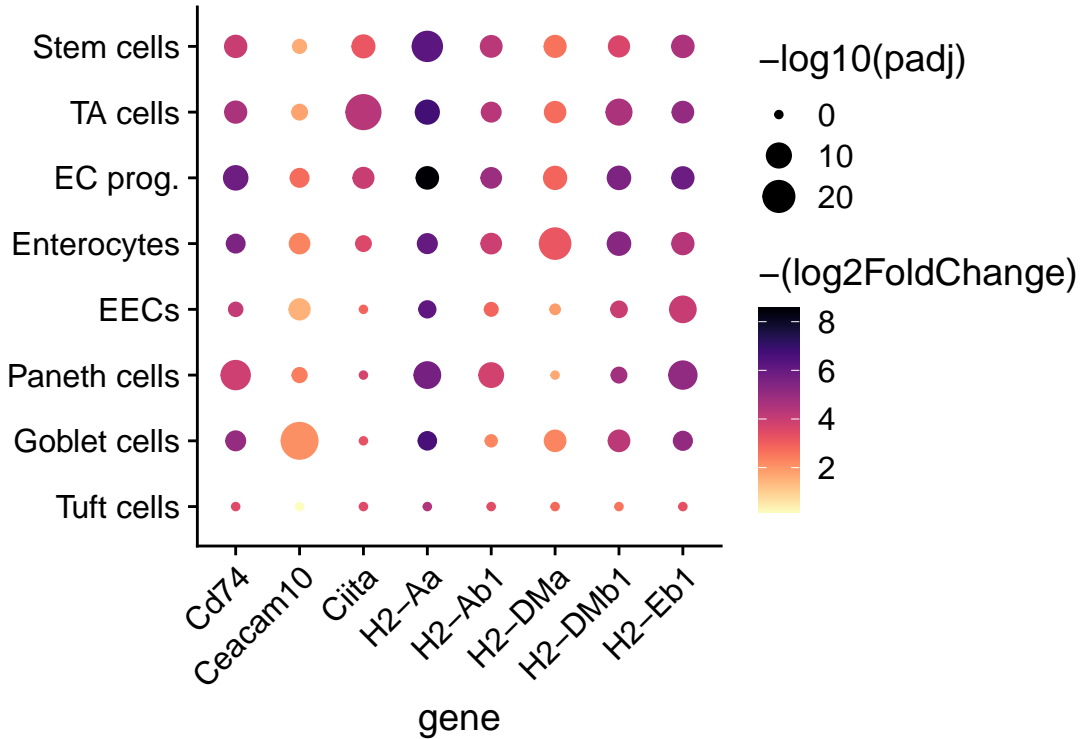 Stem cells
TA cells
EC prog.
Enterocytes
EECs
Paneth cells
Goblet cells
Tuft cells
Cd74
Ceacam10
Ciita
H2−Aa
H2−Ab1
H2−DMa
H2−DMb1
H2−Eb1
gene
−log10(padj)
0
10
20
−(log2FoldChange)
8
6
4
2